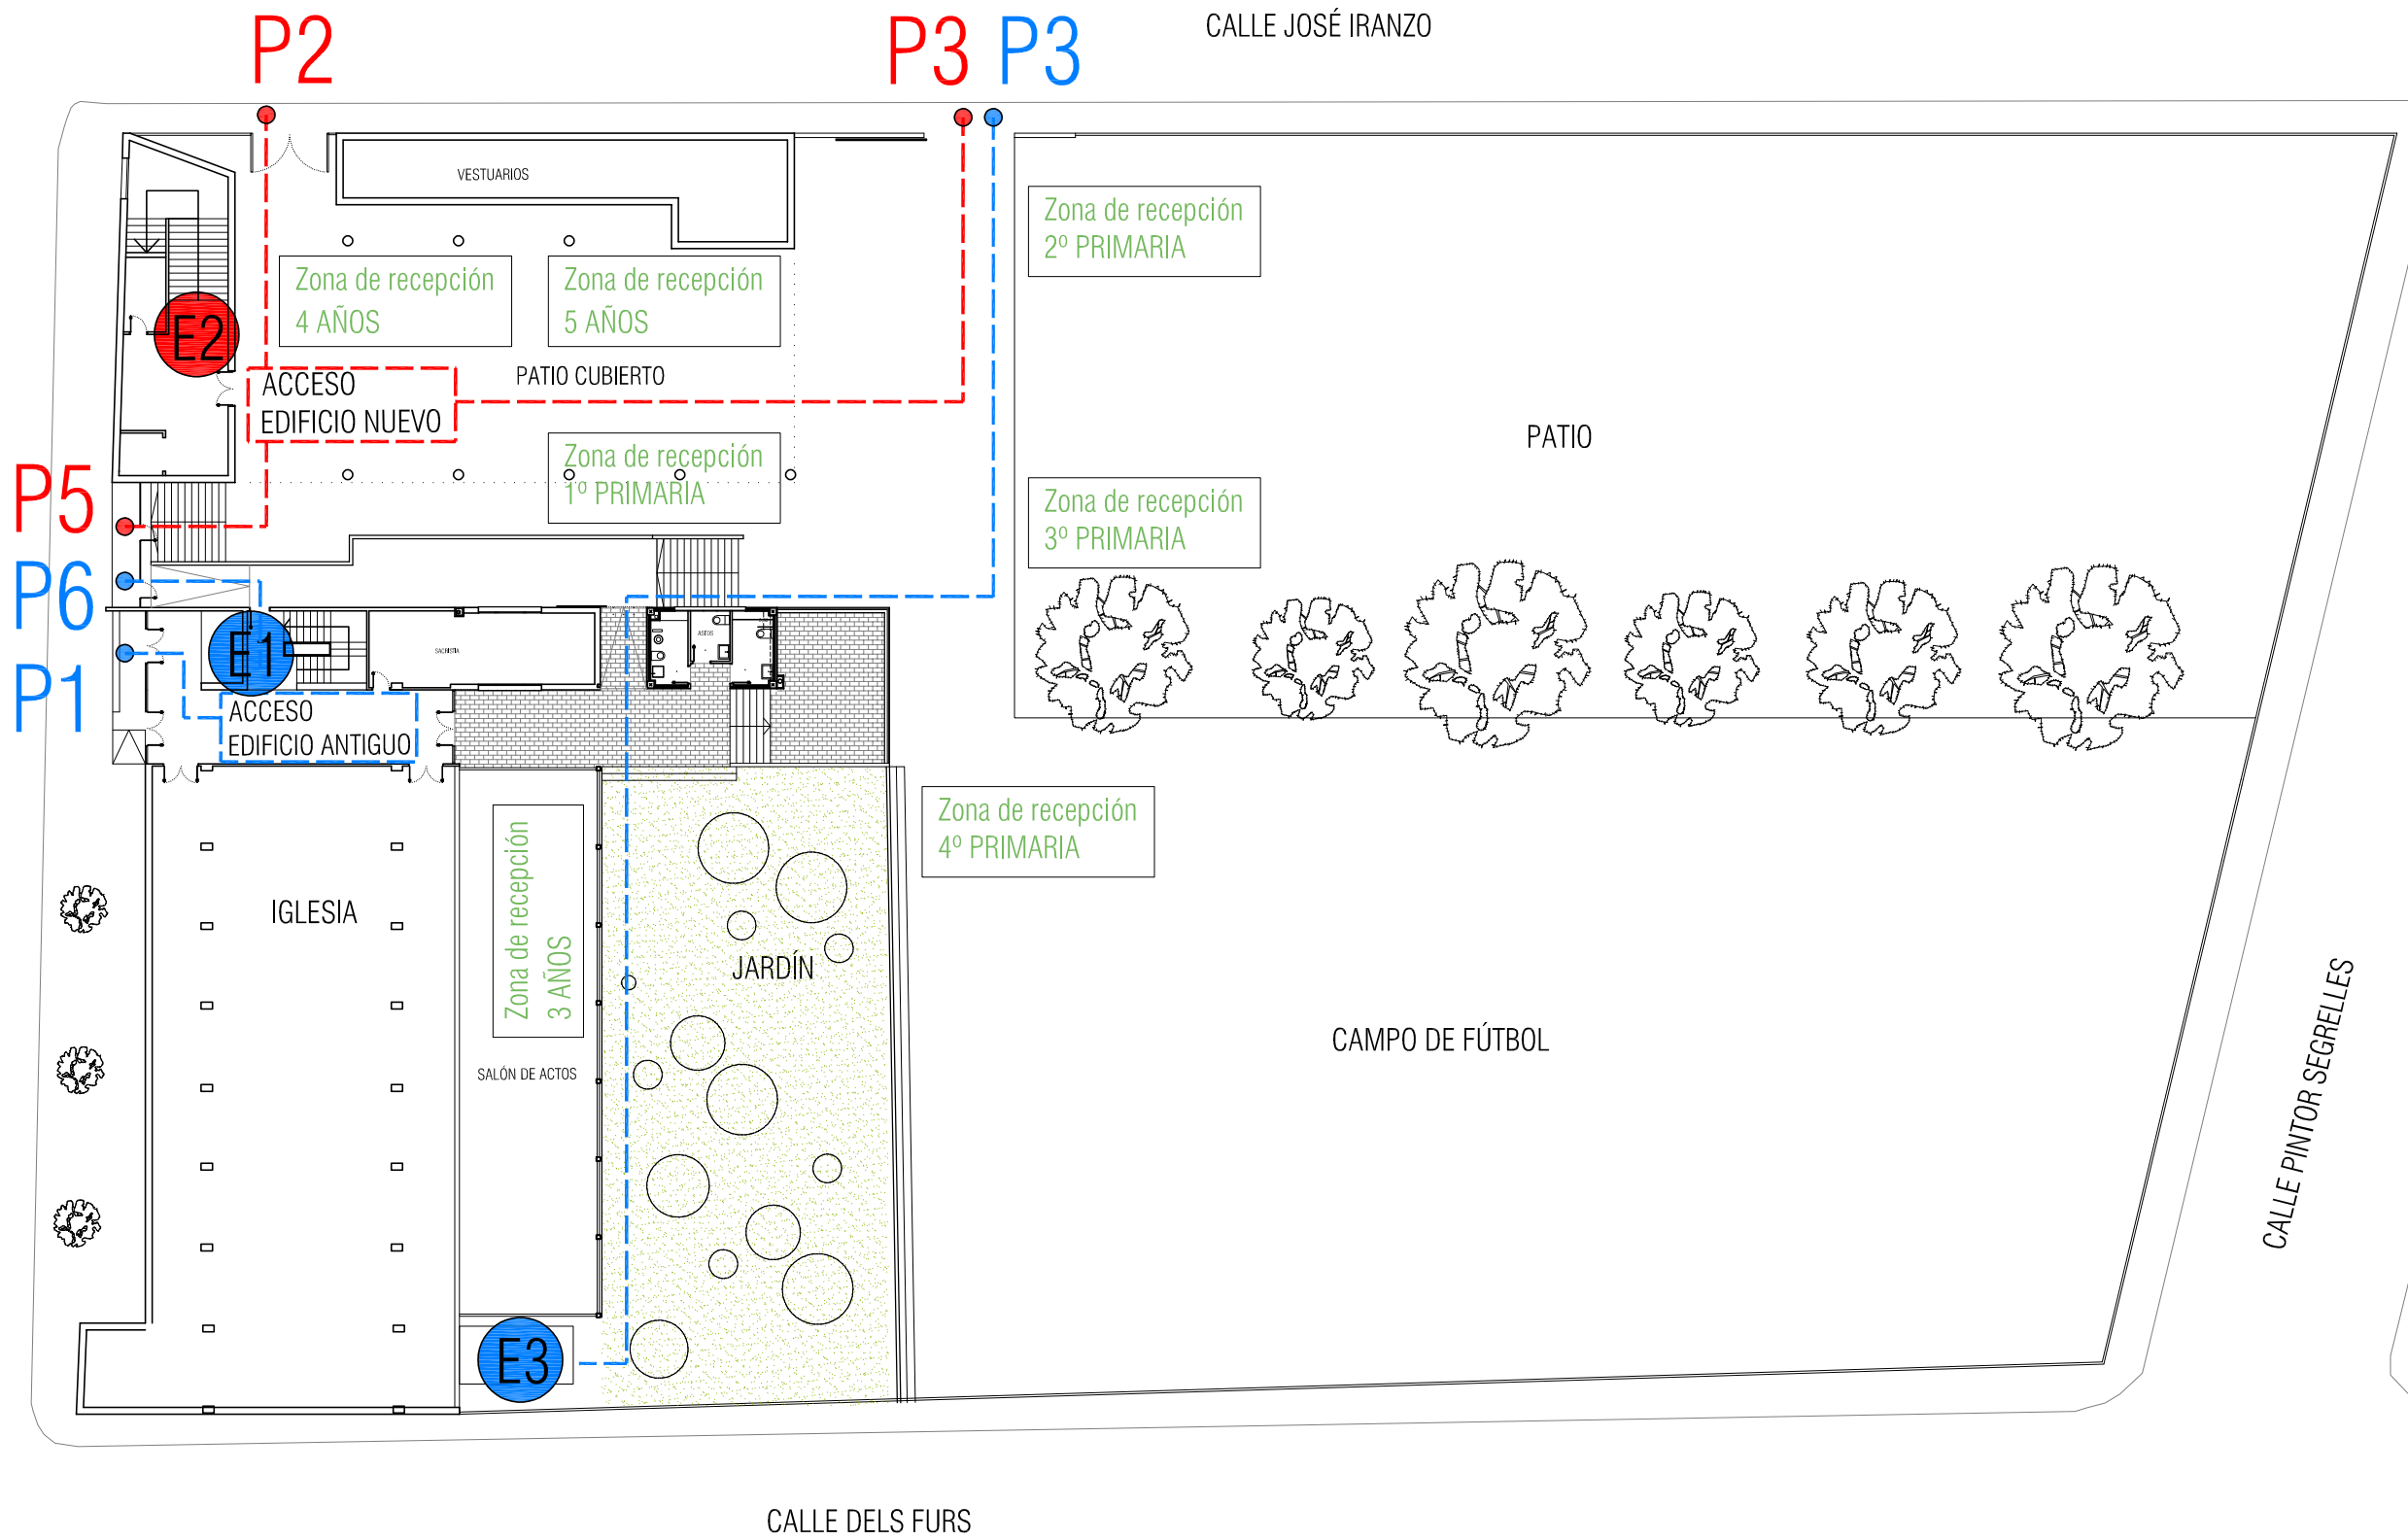 CALLE JOSÉ IRANZO
P2
P3
P3
VESTUARIOS
Zona de recepción
2º PRIMARIA
Zona de recepción
4 AÑOS
Zona de recepción
5 AÑOS
E2
ACCESO
EDIFICIO NUEVO
PATIO CUBIERTO
PATIO
Zona de recepción
1º PRIMARIA
Zona de recepción
3º PRIMARIA
P5
P6
P1
E1
SACRISTIA
ASEOS
ACCESO
EDIFICIO ANTIGUO
Zona de recepción
4º PRIMARIA
Zona de recepción
3 AÑOS
IGLESIA
JARDÍN
SALÓN DE ACTOS
CAMPO DE FÚTBOL
CALLE PINTOR SEGRELLES
E3
CALLE DELS FURS